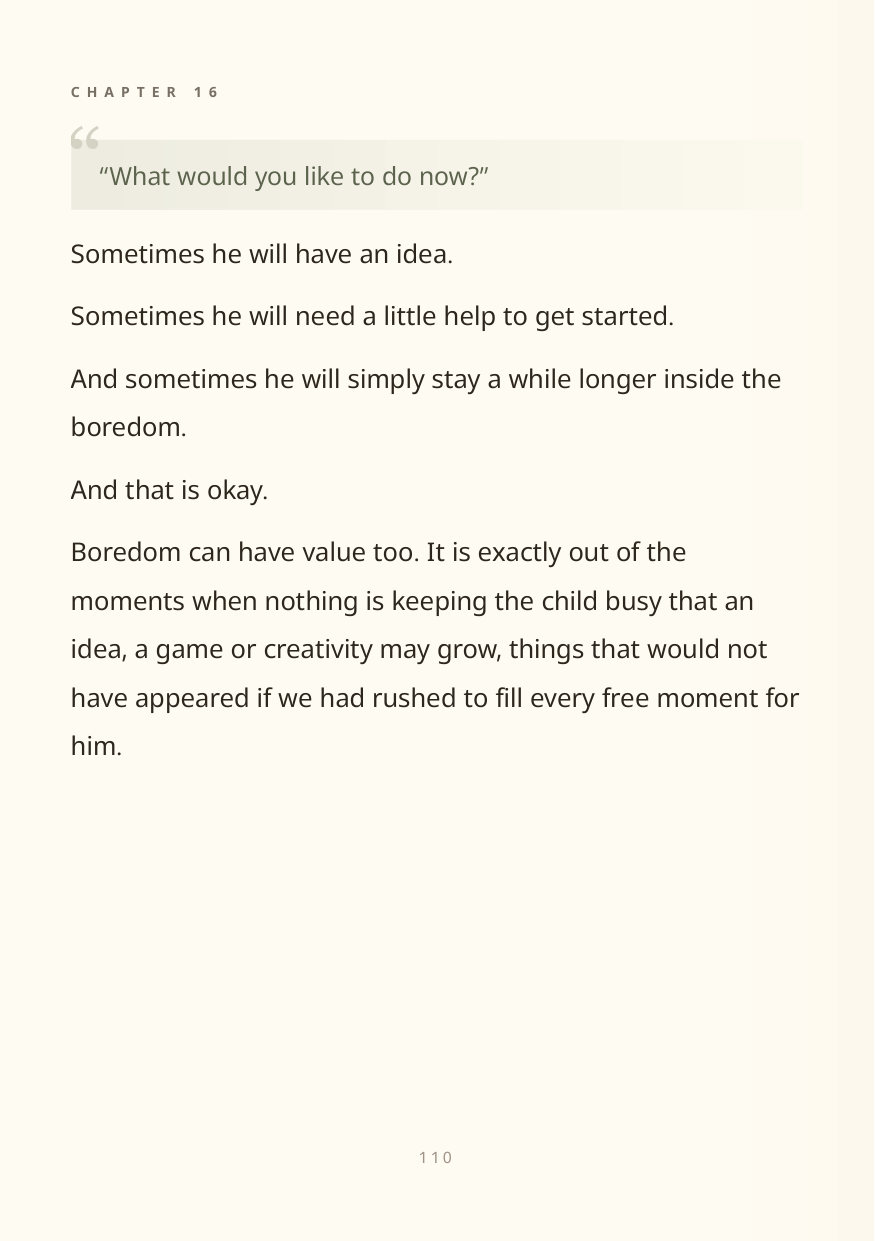 CHAPTER 16
“
“What would you like to do now?”
Sometimes he will have an idea.
Sometimes he will need a little help to get started.
And sometimes he will simply stay a while longer inside the
boredom.
And that is okay.
Boredom can have value too. It is exactly out of the
moments when nothing is keeping the child busy that an
idea, a game or creativity may grow, things that would not
have appeared if we had rushed to fill every free moment for
him.
110